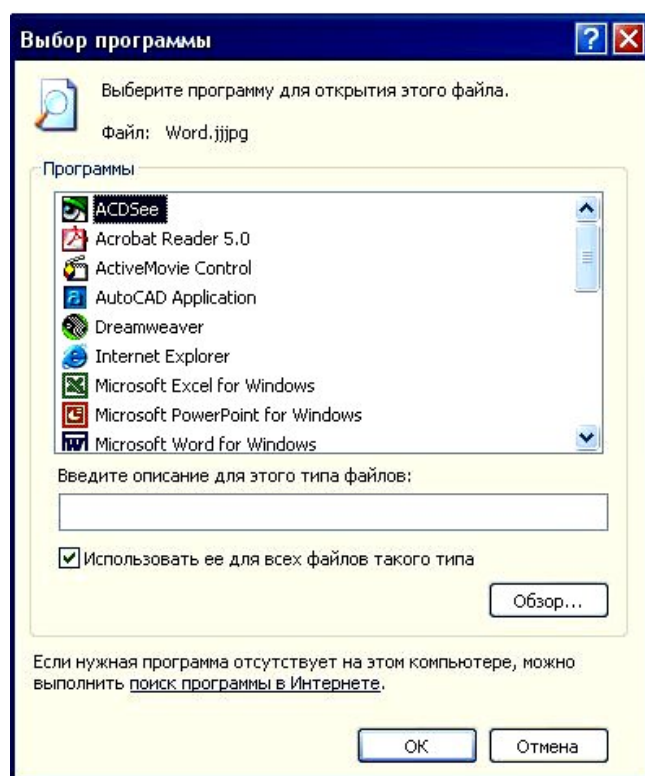 Выбор программы
Выберите программу для открытия этого файла.
Файл: Word.jjjpg
Программы
ACDSee
Acrobat Reader 5.0
ActiveMovie Control
AutoCAD Application
Dreamweaver
Internet Explorer
Microsoft Excel for Windows
Microsoft PowerPoint for Windows
Microsoft Word for Windows
Введите описание для этого типа файлов:
Использовать ее для всех файлов такого типа
Обзор...
Если нужная программа отсутствует на этом компьютере, можно
выполнить поиск программы в Интернете.
ОК Отмена